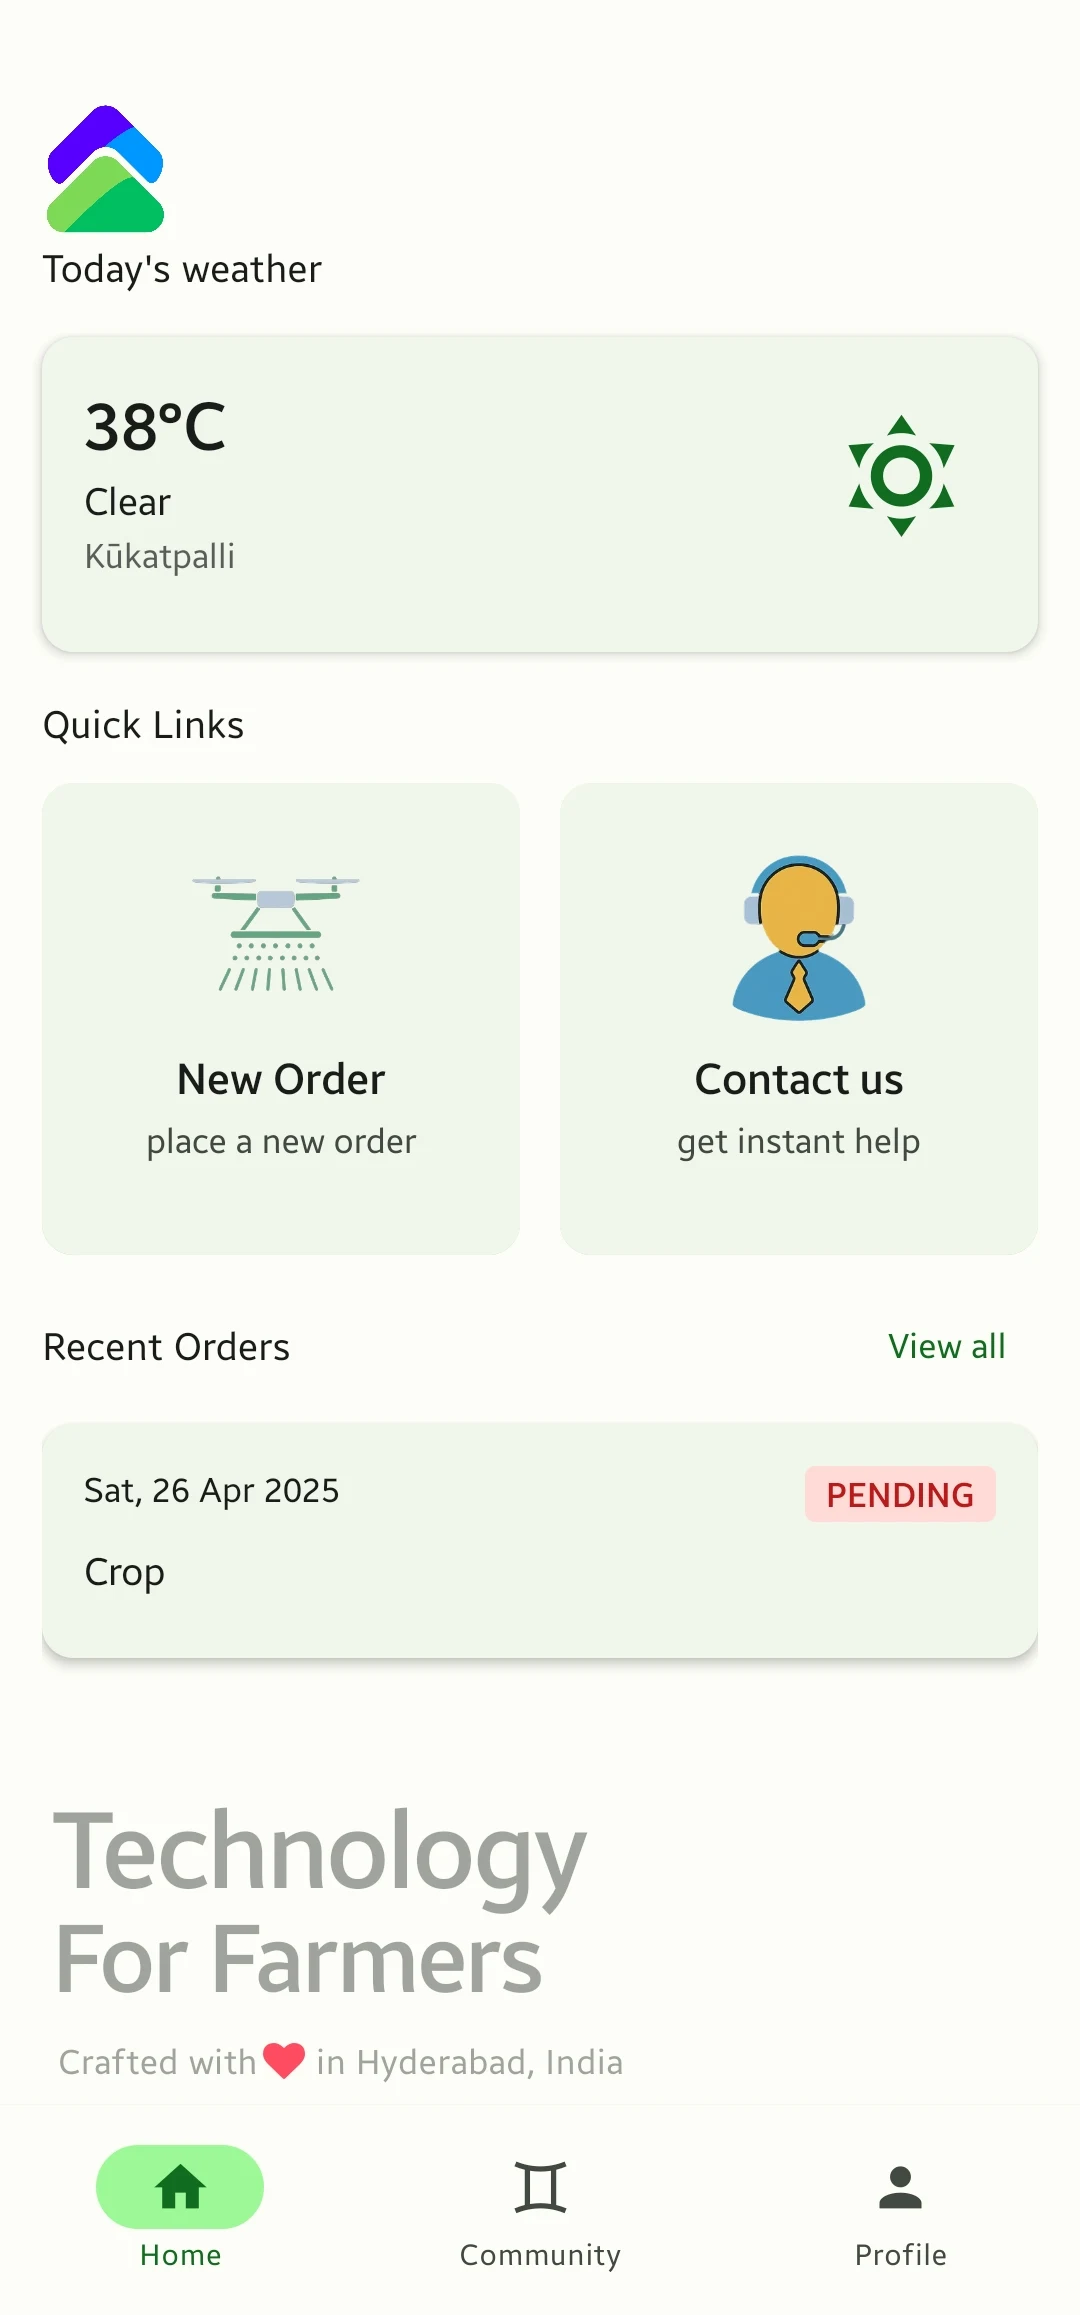 Today's weather
38°C
Clear
Kūkatpalli
Quick Links
New Order
place a new order
Contact us
get instant help
Recent Orders
View all
Sat, 26 Apr 2025
PENDING
Crop
Technology
For Farmers
Crafted with ❤ in Hyderabad, India
Home
Community
Profile